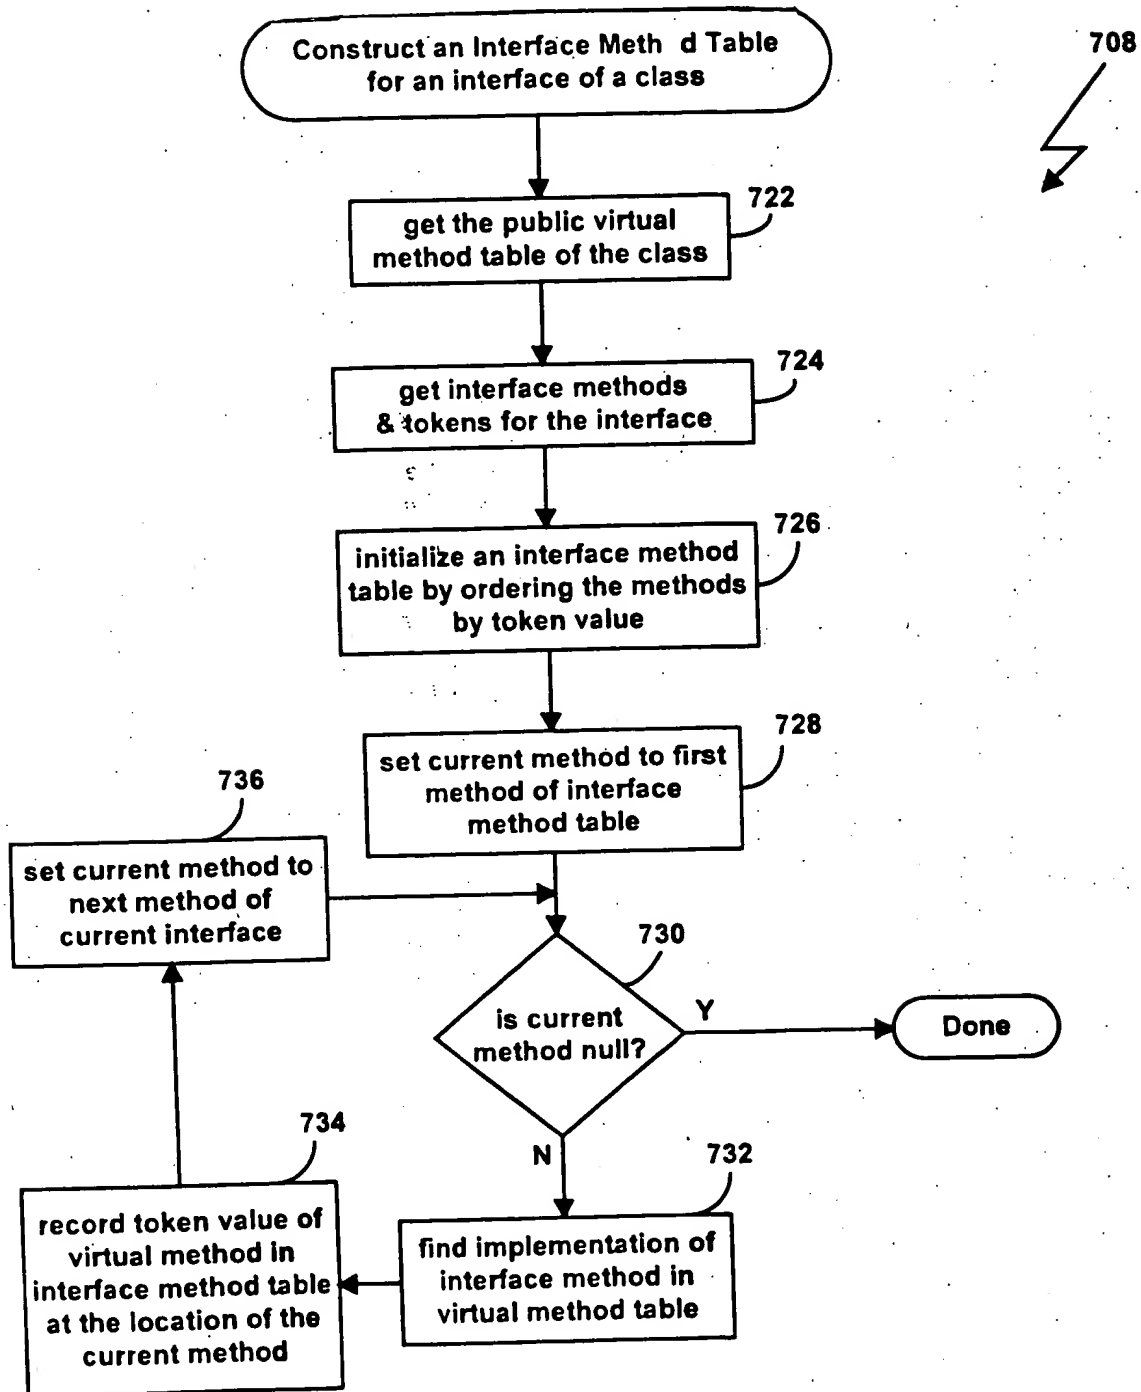 Construct an Interface Meth d Table
for an interface of a class
708
722
get the public virtual
method table of the class
724
get interface methods
& tokens for the interface
726
initialize an interface method
table by ordering the methods
by token value
728
set current method to first
method of interface
method table
736
set current method to
next method of
current interface
730
is current
method null?
Y
Done
N
734
record token value of
virtual method in
interface method table
at the location of the
current method
732
find implementation of
interface method in
virtual method table